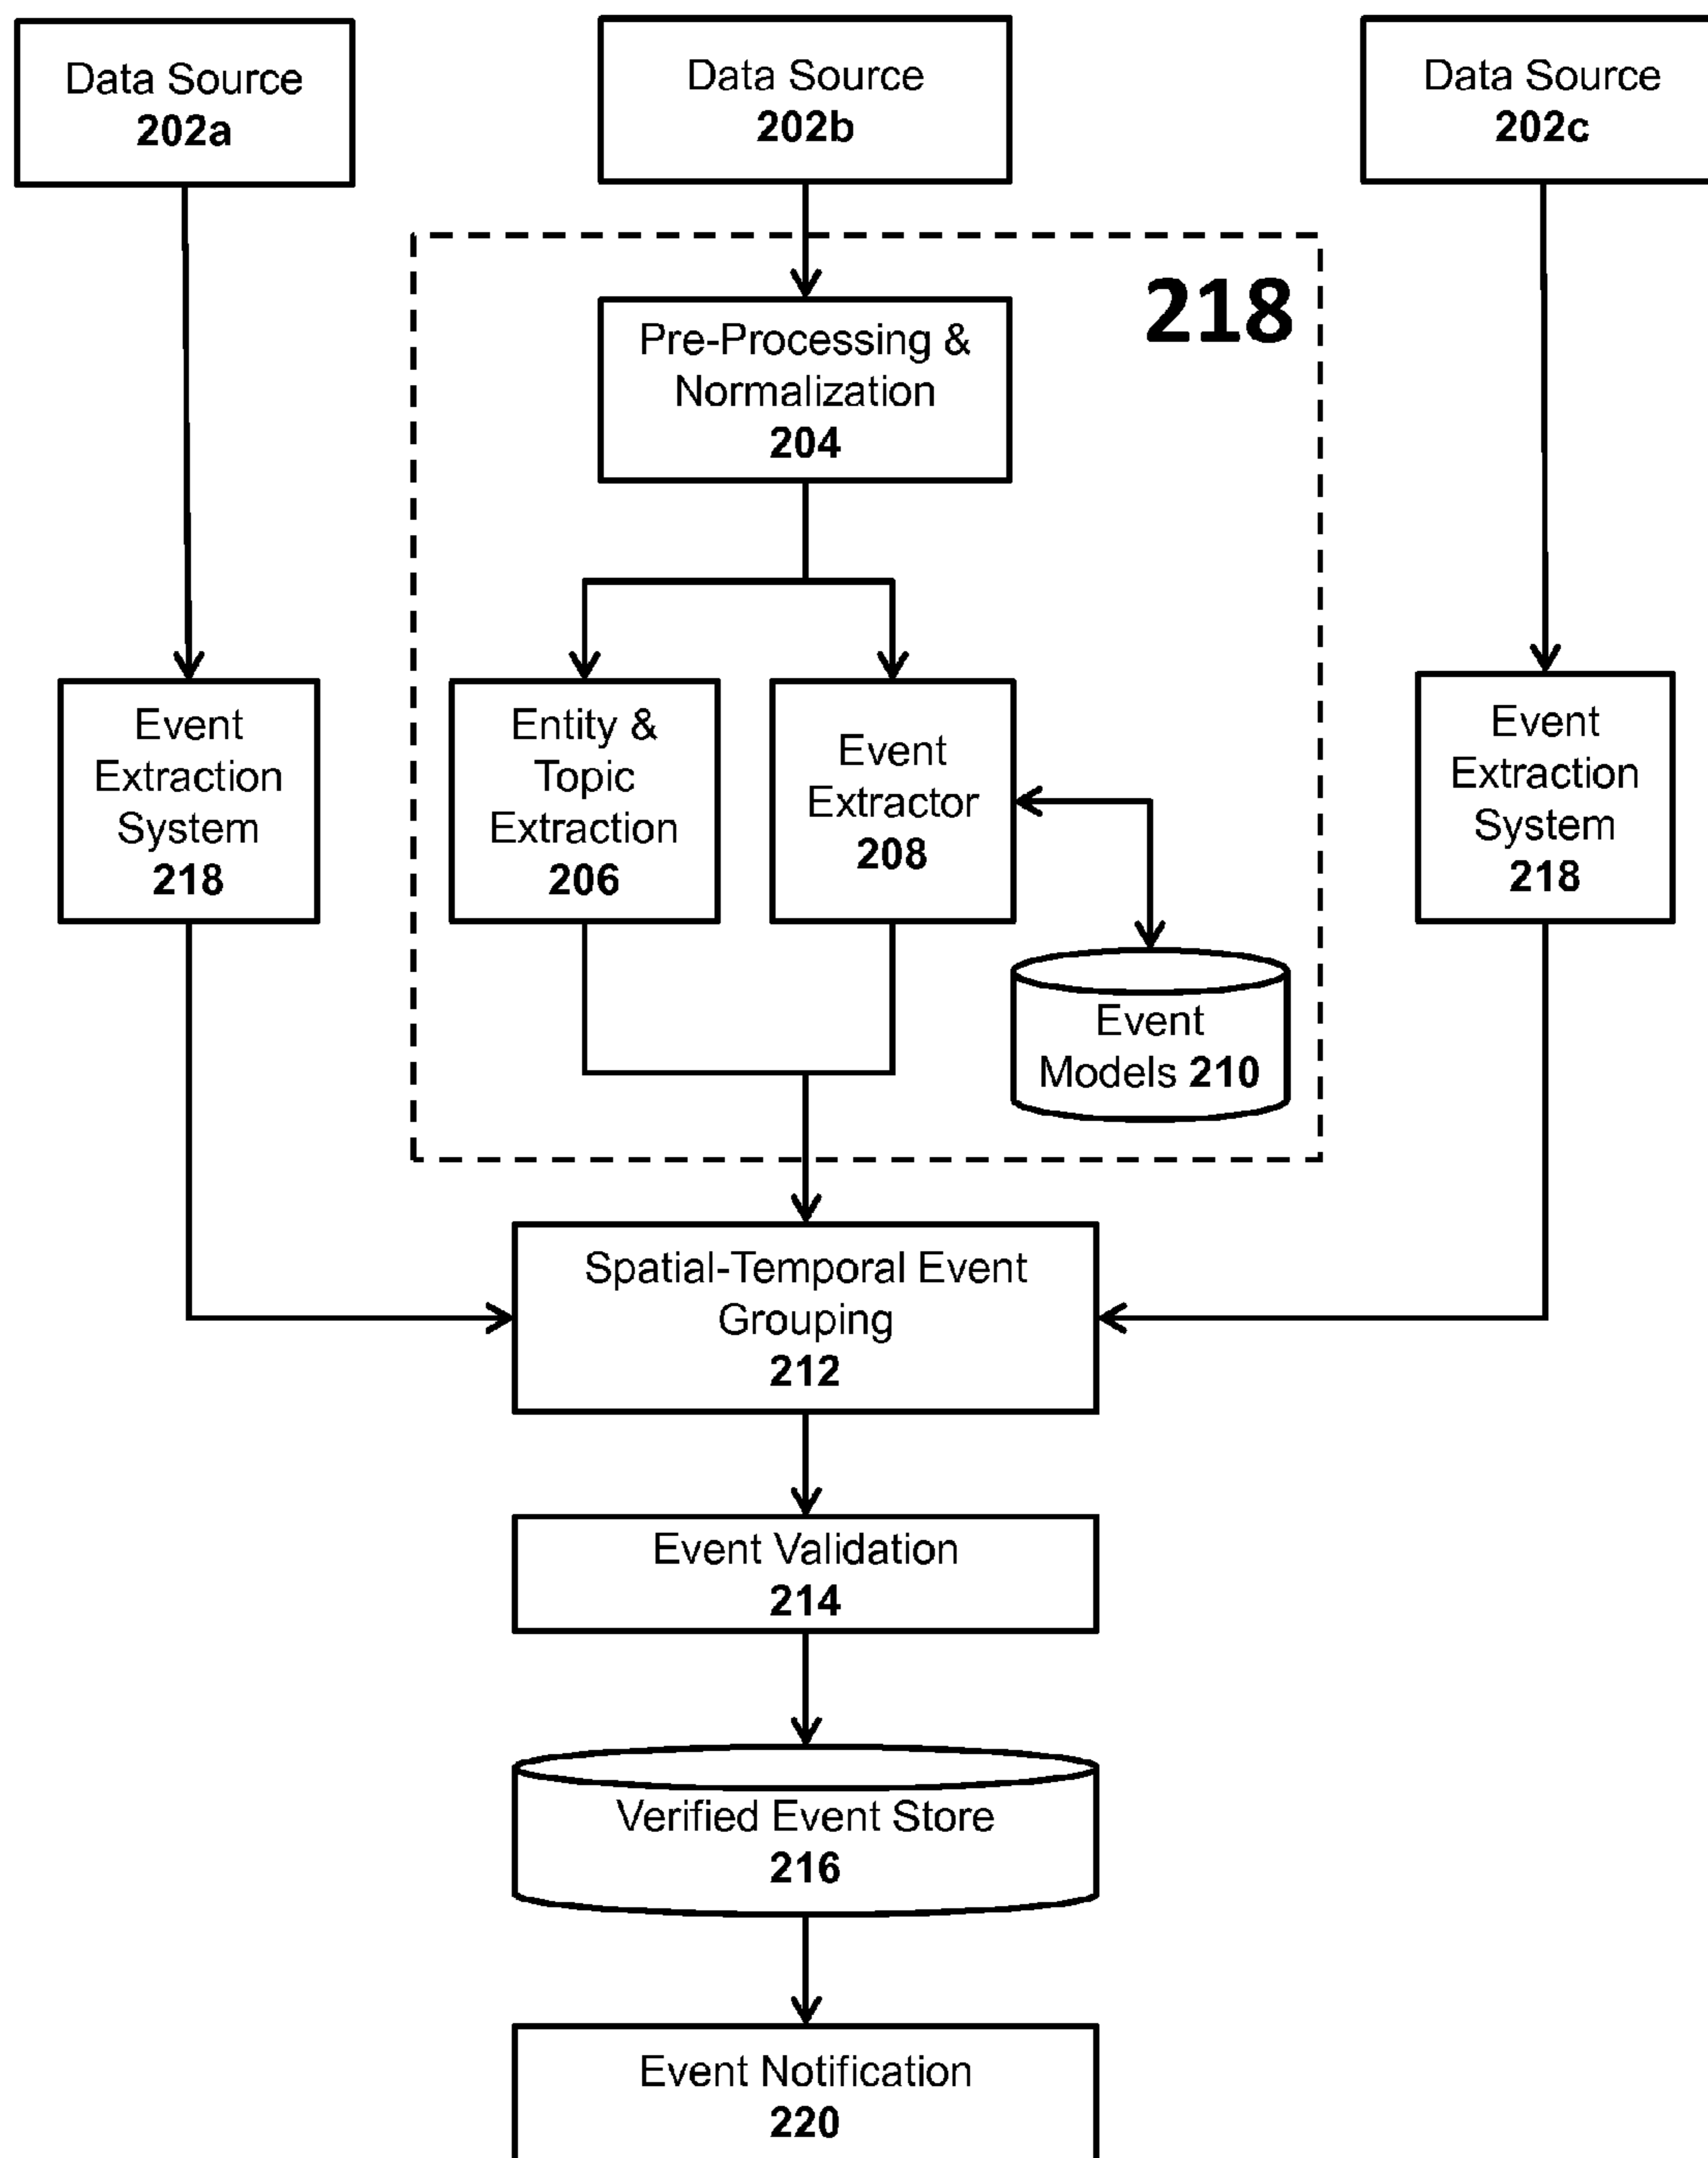 Data Source
202a
Data Source
202b
Data Source
202c
218
Pre-Processing &
Normalization
204
Event
Extraction
System
218
Entity &
Topic
Extraction
206
Event
Extractor
208
Event
Extraction
System
218
Event
Models 210
Spatial-Temporal Event
Grouping
212
Event Validation
214
Verified Event Store
216
Event Notification
220